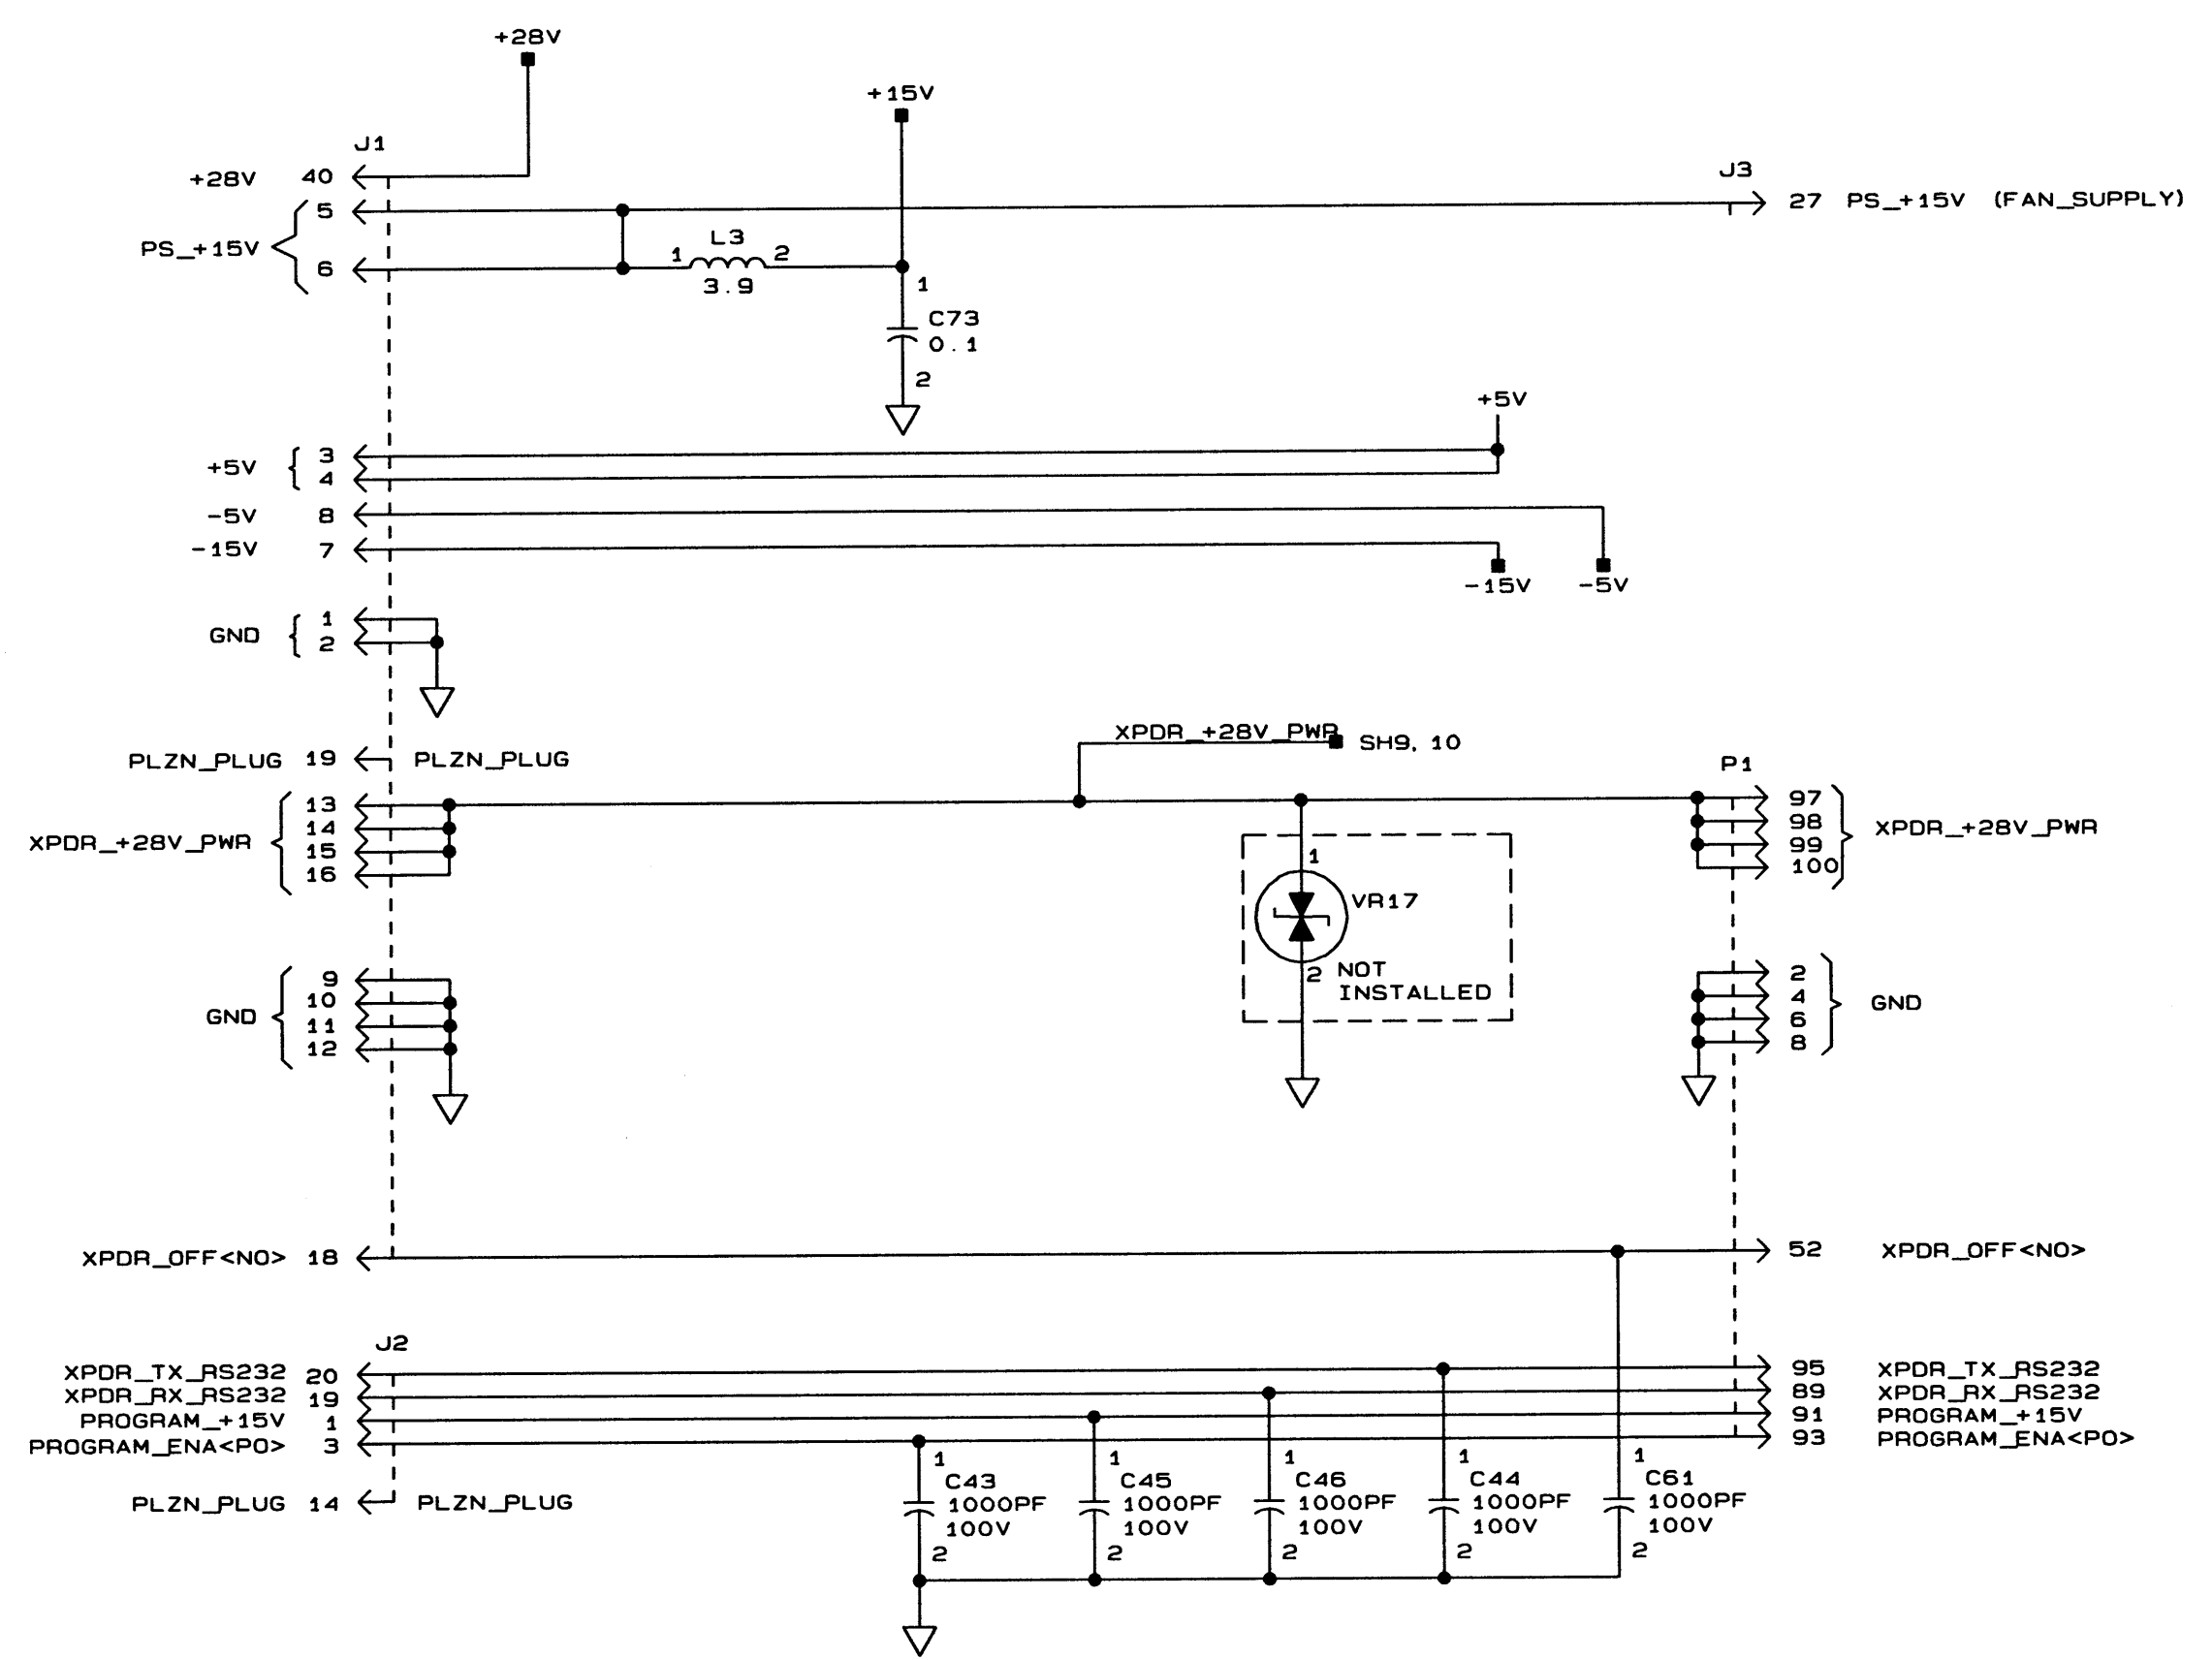 +28V
+15V
J1
J3
+28V 40
PS_+15V 5
6
27 PS_+15V (FAN_SUPPLY)
1 L3 2
3.9
1
C73
0.1
2
+5V
+5V 3
4
-5V 8
-15V 7
-15V -5V
GND 1
2
XPDR_+28V_PWR SH9, 10
PLZN_PLUG 19 PLZN_PLUG
P1
XPDR_+28V_PWR 13
14
15
16
97
98
99
100
XPDR_+28V_PWR
1
VR17
2 NOT
INSTALLED
GND 9
10
11
12
2
4
6
8
GND
XPDR_OFF<NO> 18
52 XPDR_OFF<NO>
J2
XPDR_TX_RS232 20
XPDR_RX_RS232 19
PROGRAM_+15V 1
PROGRAM_ENA<PO> 3
95 XPDR_TX_RS232
89 XPDR_RX_RS232
91 PROGRAM_+15V
93 PROGRAM_ENA<PO>
PLZN_PLUG 14 PLZN_PLUG
1
C43
1000PF
100V
2
1
C45
1000PF
100V
2
1
C46
1000PF
100V
2
1
C44
1000PF
100V
2
1
C61
1000PF
100V
2